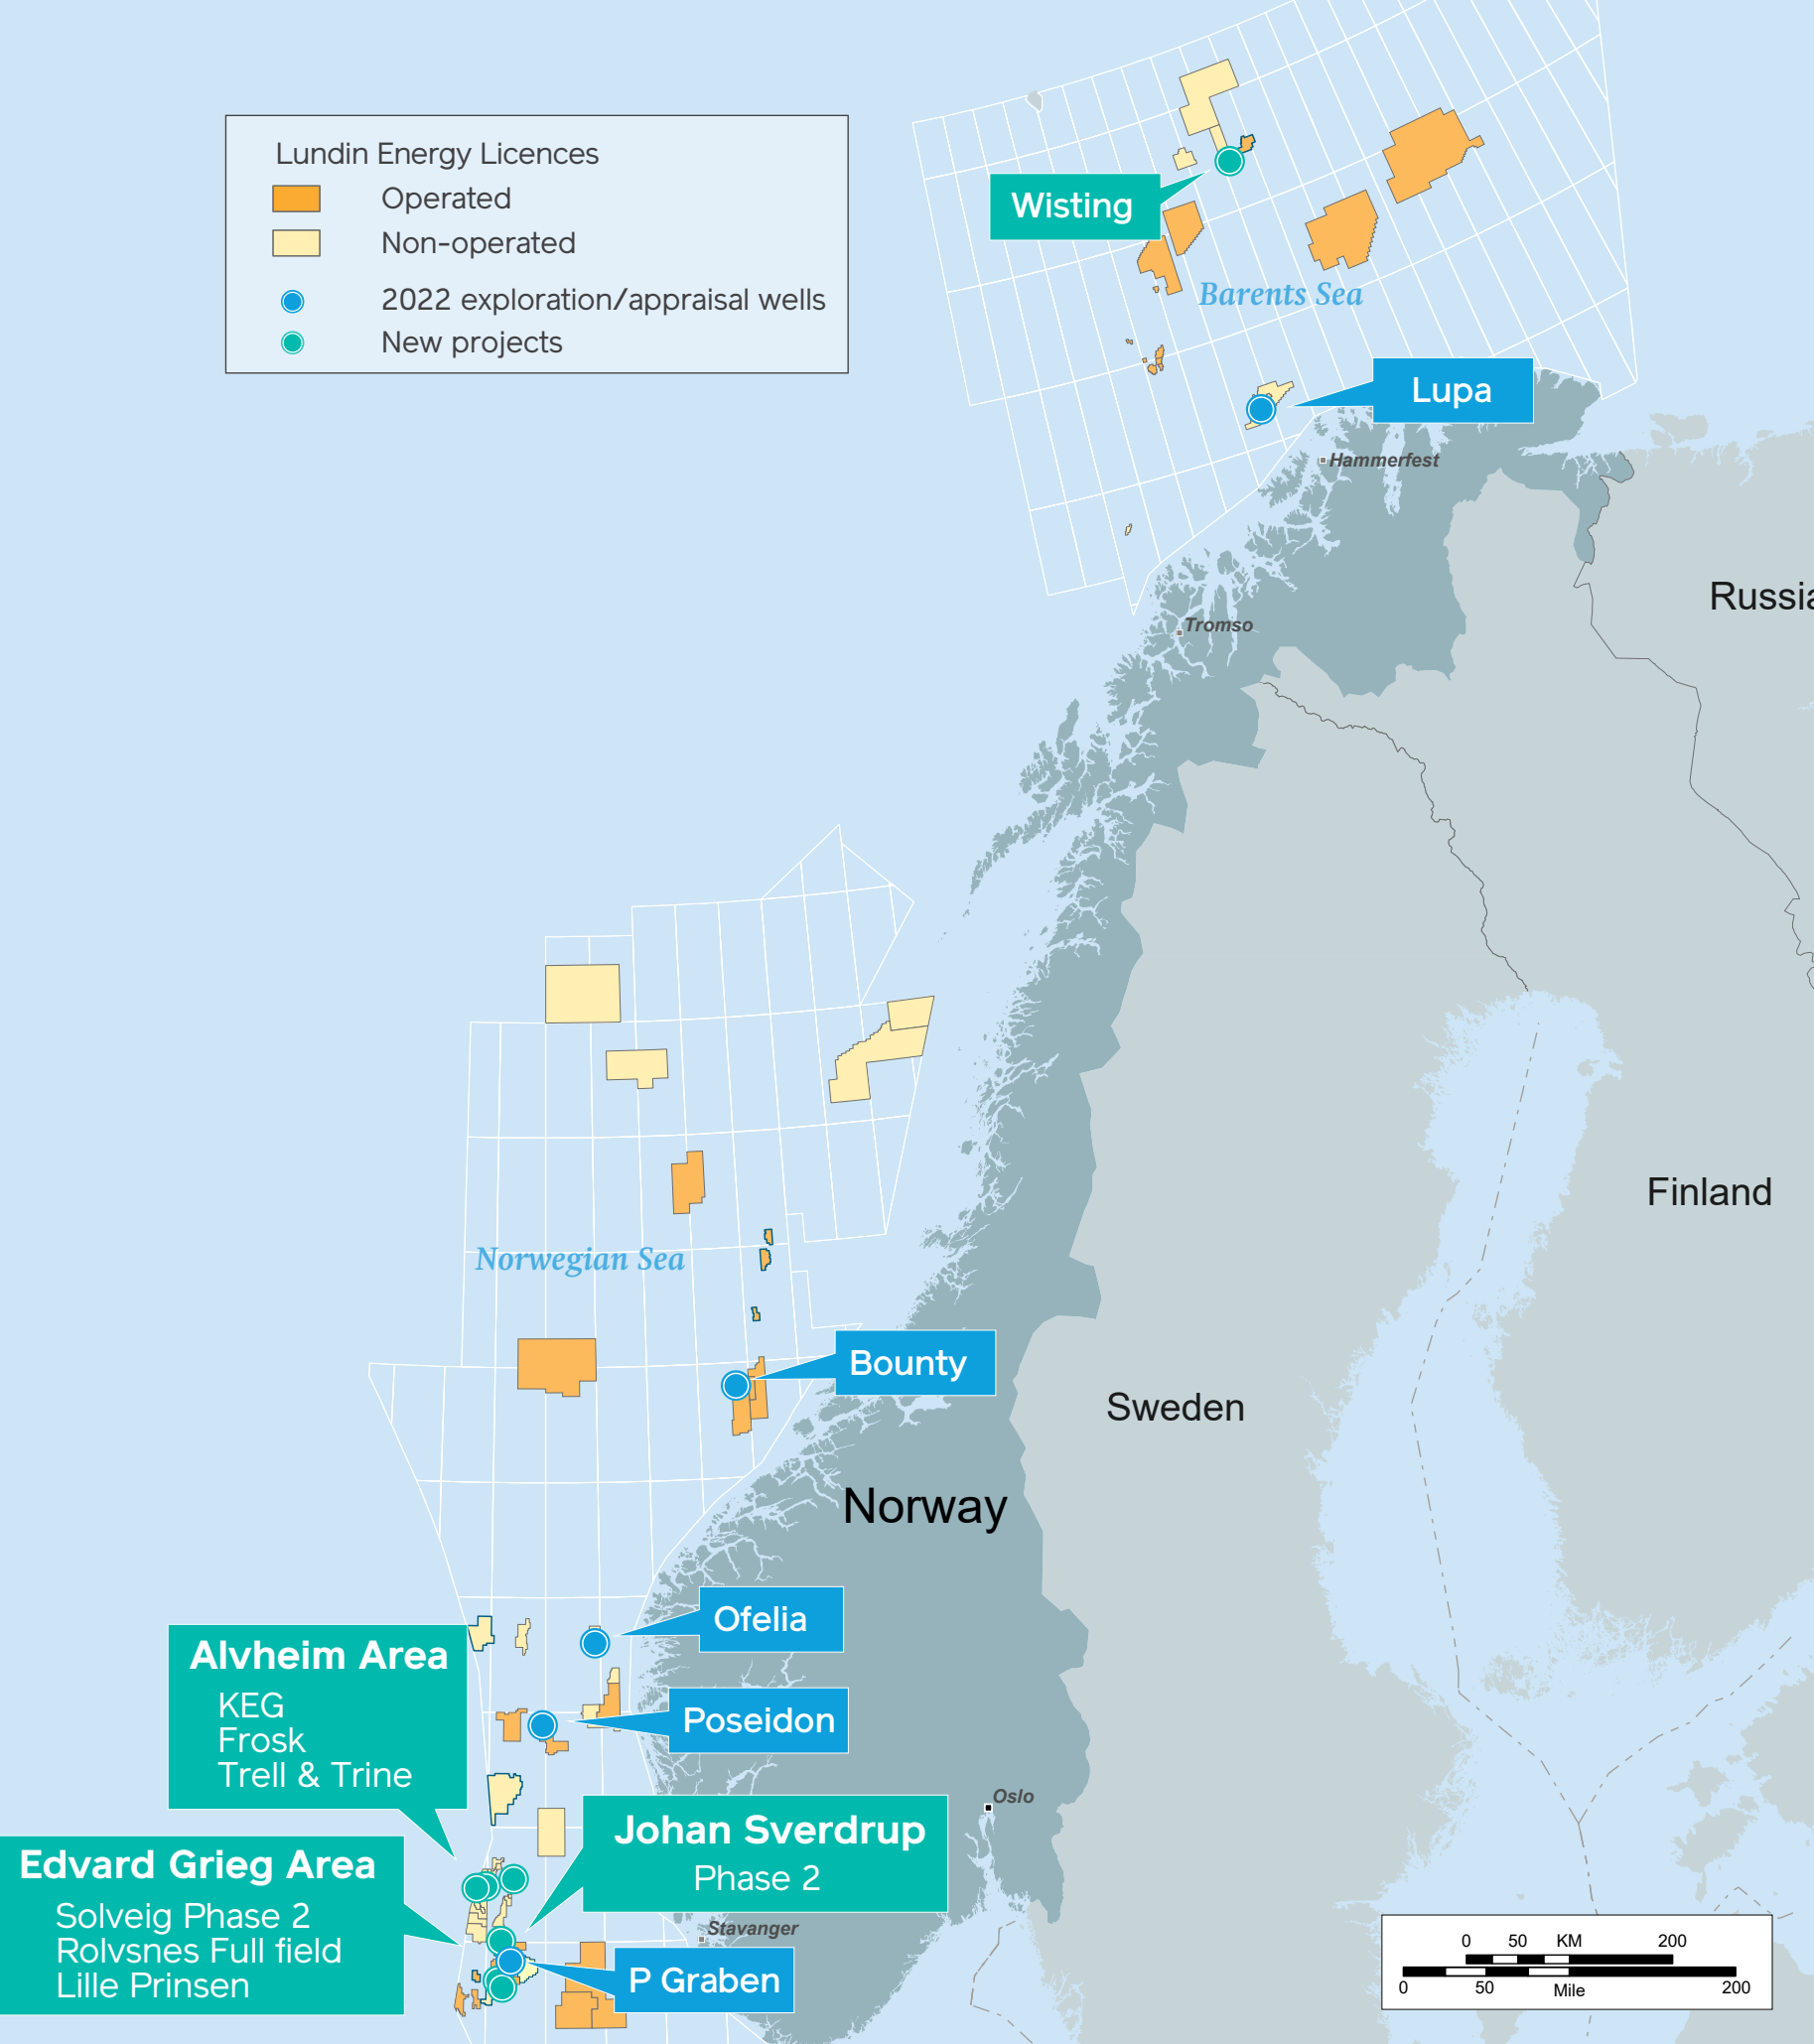 Lundin Energy Licences
Operated
Non-operated
2022 exploration/appraisal wells
New projects
Wisting
Barents Sea
Lupa
Hammerfest
Russia
Tromso
Finland
Norwegian Sea
Bounty
Sweden
Norway
Ofelia
Alvheim Area
KEG
Frosk
Trell & Trine
Poseidon
Oslo
Johan Sverdrup
Phase 2
Edvard Grieg Area
Solveig Phase 2
Rolvsnes Full field
Lille Prinsen
Stavanger
P Graben
0 50 KM 200
0 50 Mile 200